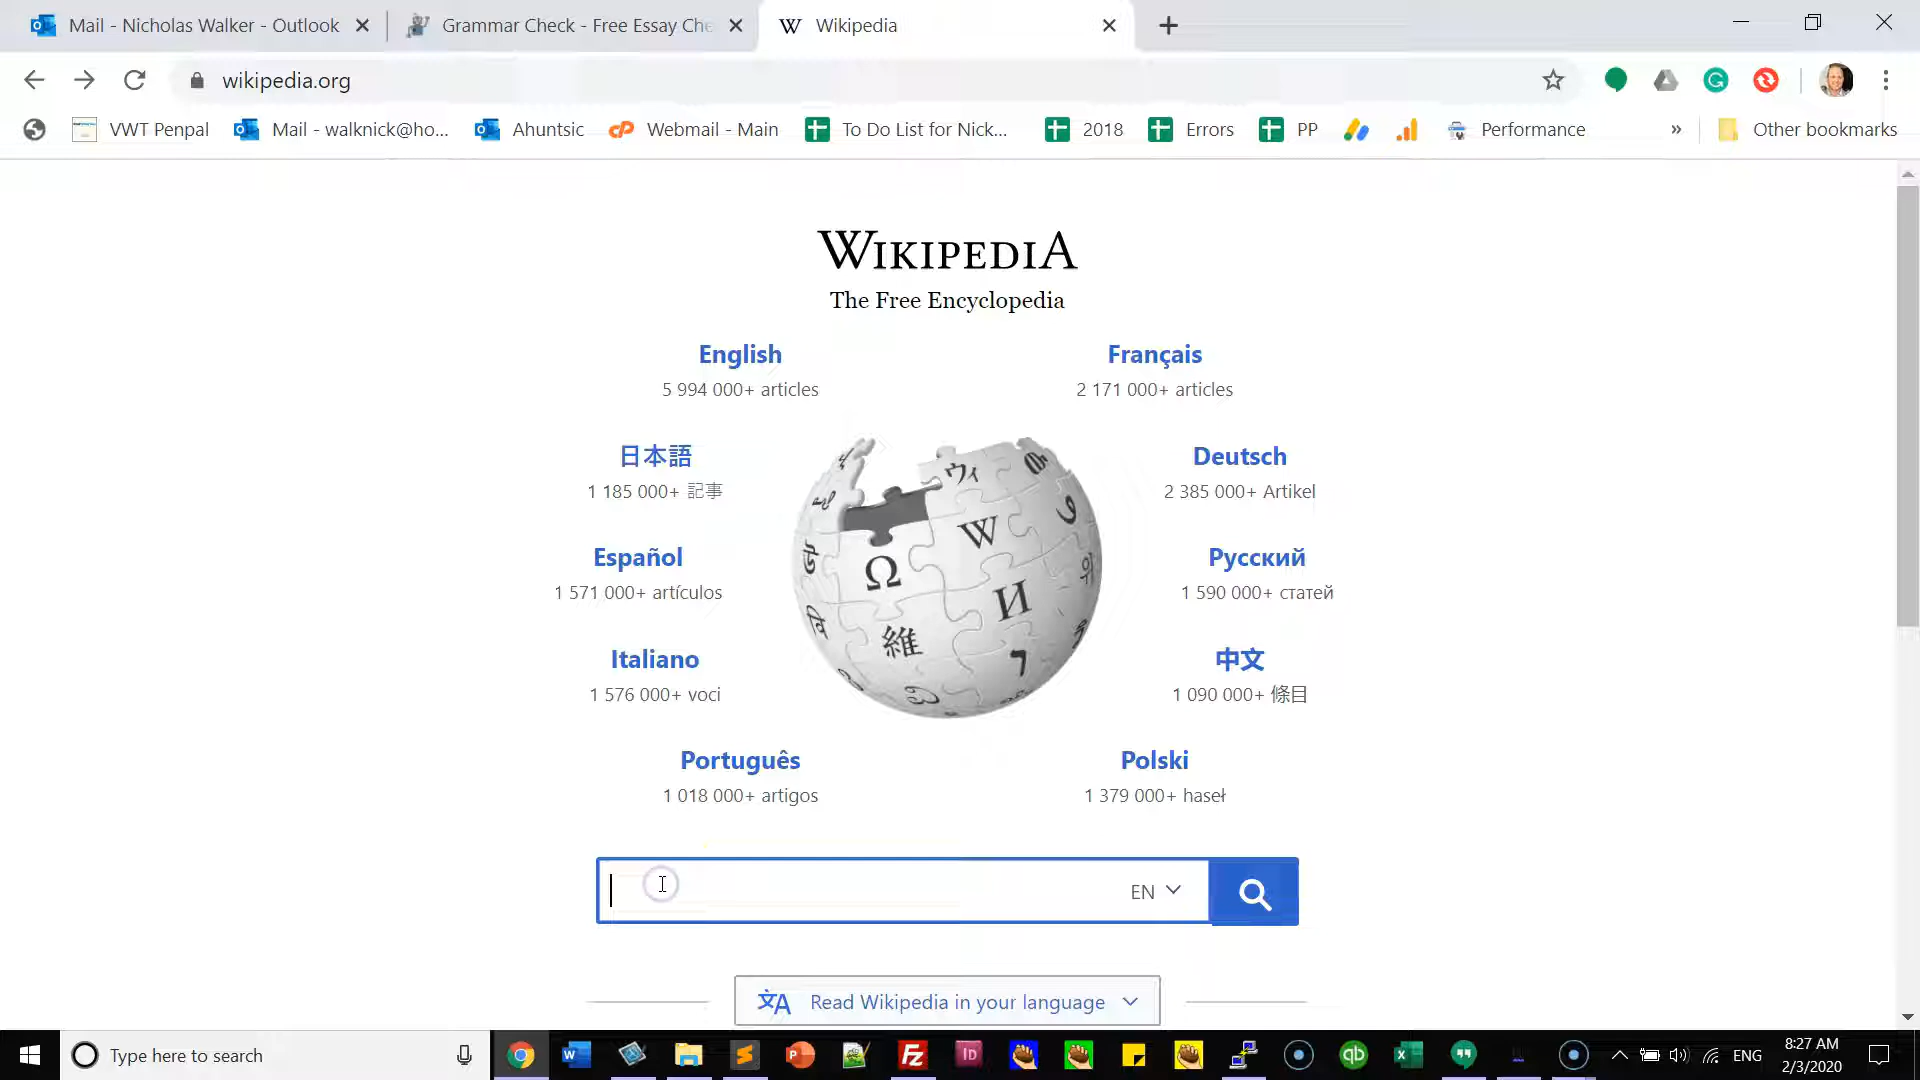 Mail - Nicholas Walker - Outlook
Grammar Check - Free Essay Che
Wikipedia
wikipedia.org
VWT Penpal
Mail - walknick@ho...
Ahuntsic
Webmail - Main
To Do List for Nick...
2018
Errors
PP
Performance
»
Other bookmarks
WIKIPEDIA
The Free Encyclopedia
English
5 994 000+ articles
Français
2 171 000+ articles
日本語
1 185 000+ 記事
Deutsch
2 385 000+ Artikel
Español
1 571 000+ artículos
Русский
1 590 000+ статей
Italiano
1 576 000+ voci
中文
1 090 000+ 條目
Português
1 018 000+ artigos
Polski
1 379 000+ haseł
Ω W И 維 ウィ
EN
Read Wikipedia in your language
Type here to search
ENG
8:27 AM
2/3/2020